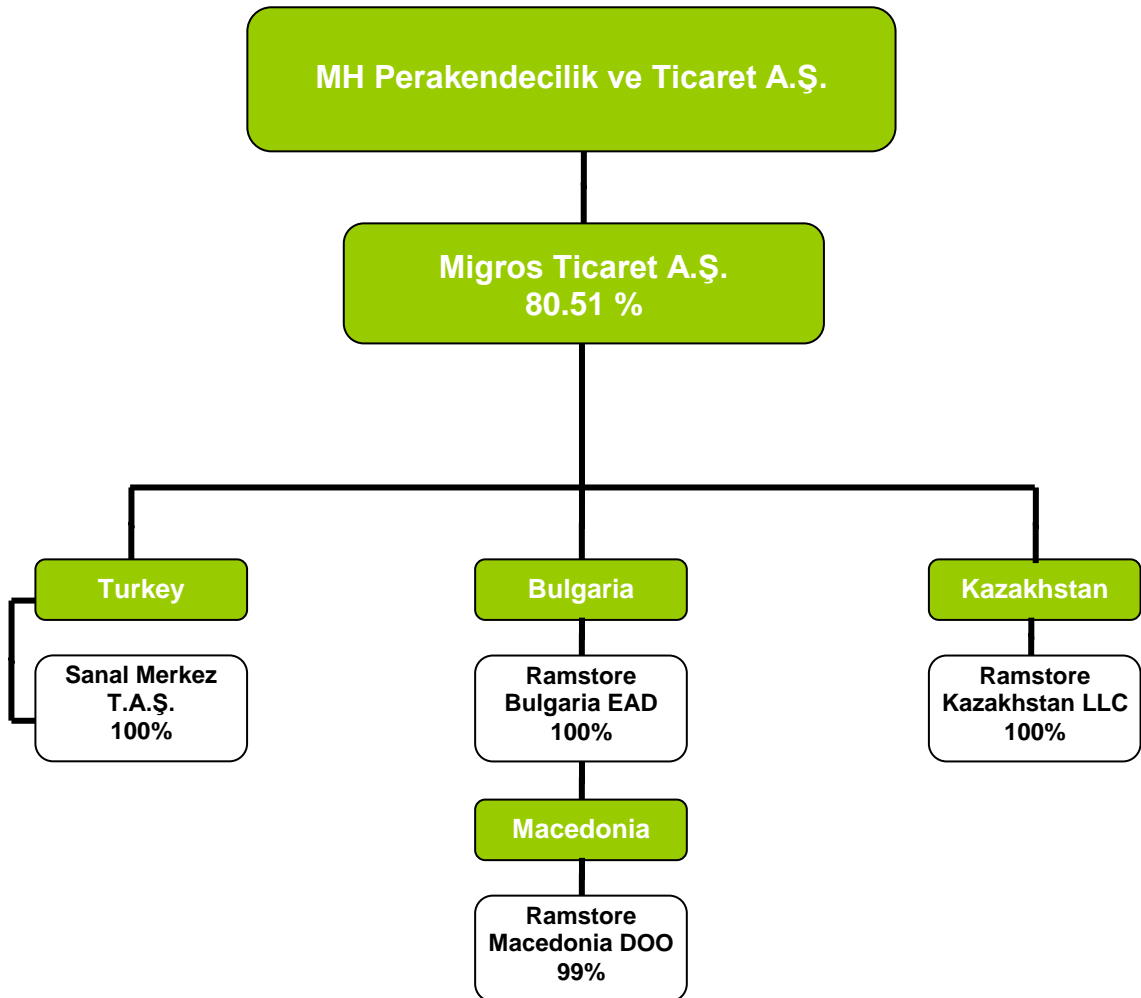 MH Perakendecilik ve Ticaret A.Ş.
Migros Ticaret A.Ş.
80.51 %
Turkey
Sanal Merkez
T.A.Ş.
100%
Bulgaria
Ramstore
Bulgaria EAD
100%
Macedonia
Ramstore
Macedonia DOO
99%
Kazakhstan
Ramstore
Kazakhstan LLC
100%